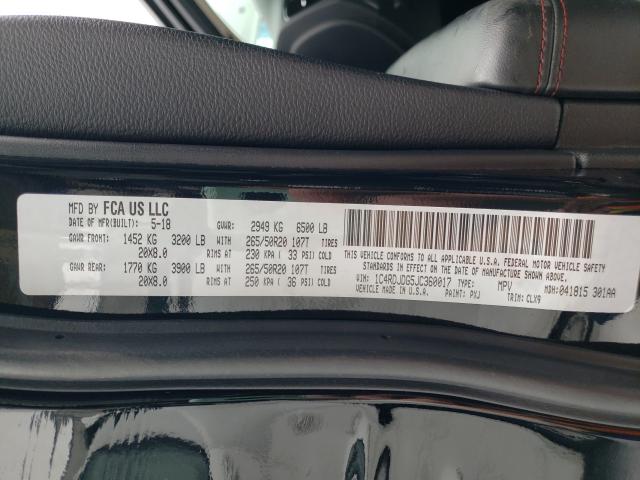 MFD BY FCA US LLC
DATE OF MFR(BUILT): 5-18 GVWR: 2949 KG 6500 LB
GAWR FRONT: 1452 KG 3200 LB WITH 265/50R20 107T TIRES
20X8.0 RIMS AT 230 KPA ( 33 PSI) COLD
GAWR REAR: 1770 KG 3900 LB WITH 265/50R20 107T TIRES
20X8.0 RIMS AT 250 KPA ( 36 PSI) COLD
THIS VEHICLE CONFORMS TO ALL APPLICABLE U.S.A. FEDERAL MOTOR VEHICLE SAFETY
STANDARDS IN EFFECT ON THE DATE OF MANUFACTURE SHOWN ABOVE.
VIN: 1C4RDJDG5JC360017 TYPE: MPV MDH: 041815 301AA
VEHICLE MADE IN U.S.A. PAINT: PXJ TRIM: CLX9